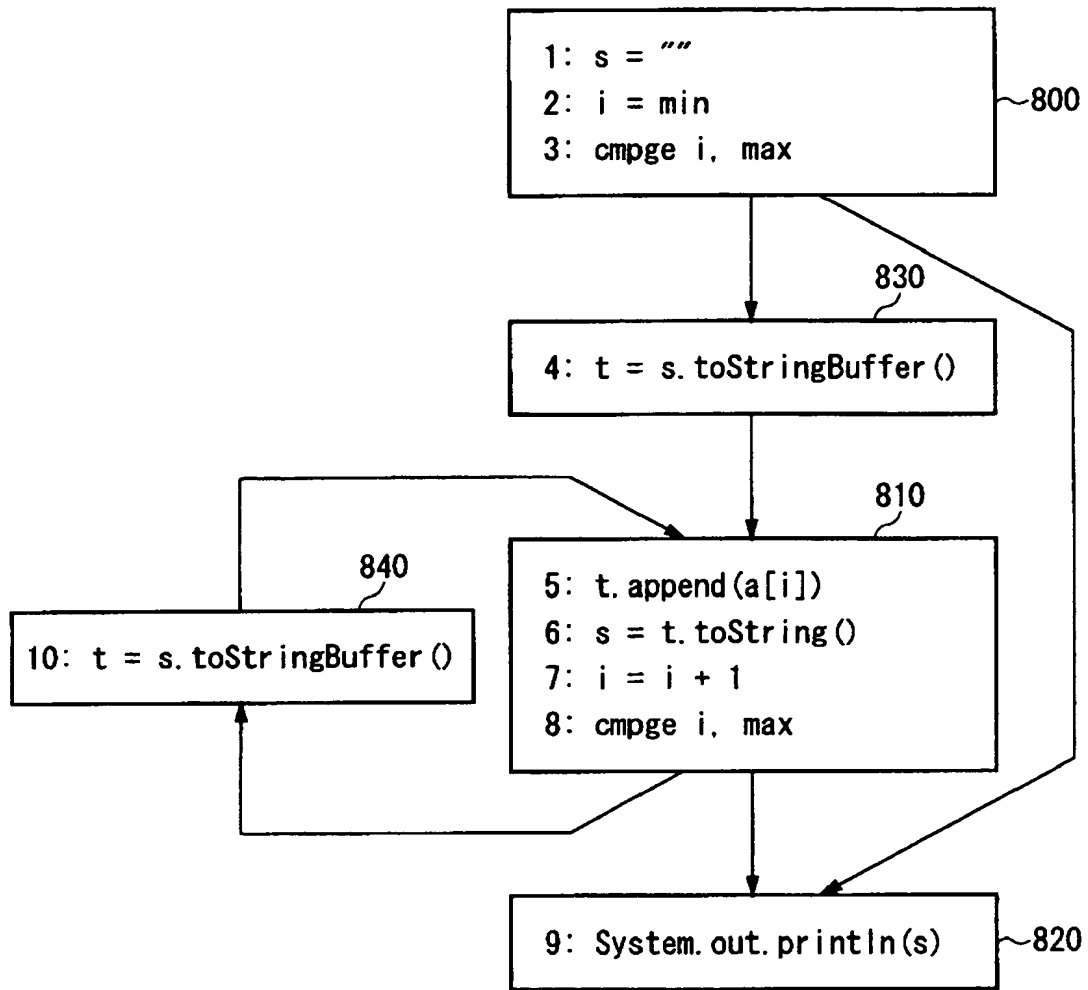 1: s = ""
2: i = min
3: cmpge i, max
800
830
4: t = s.toStringBuffer()
810
5: t.append(a[i])
6: s = t.toString()
7: i = i + 1
8: cmpge i, max
840
10: t = s.toStringBuffer()
9: System.out.println(s)
820